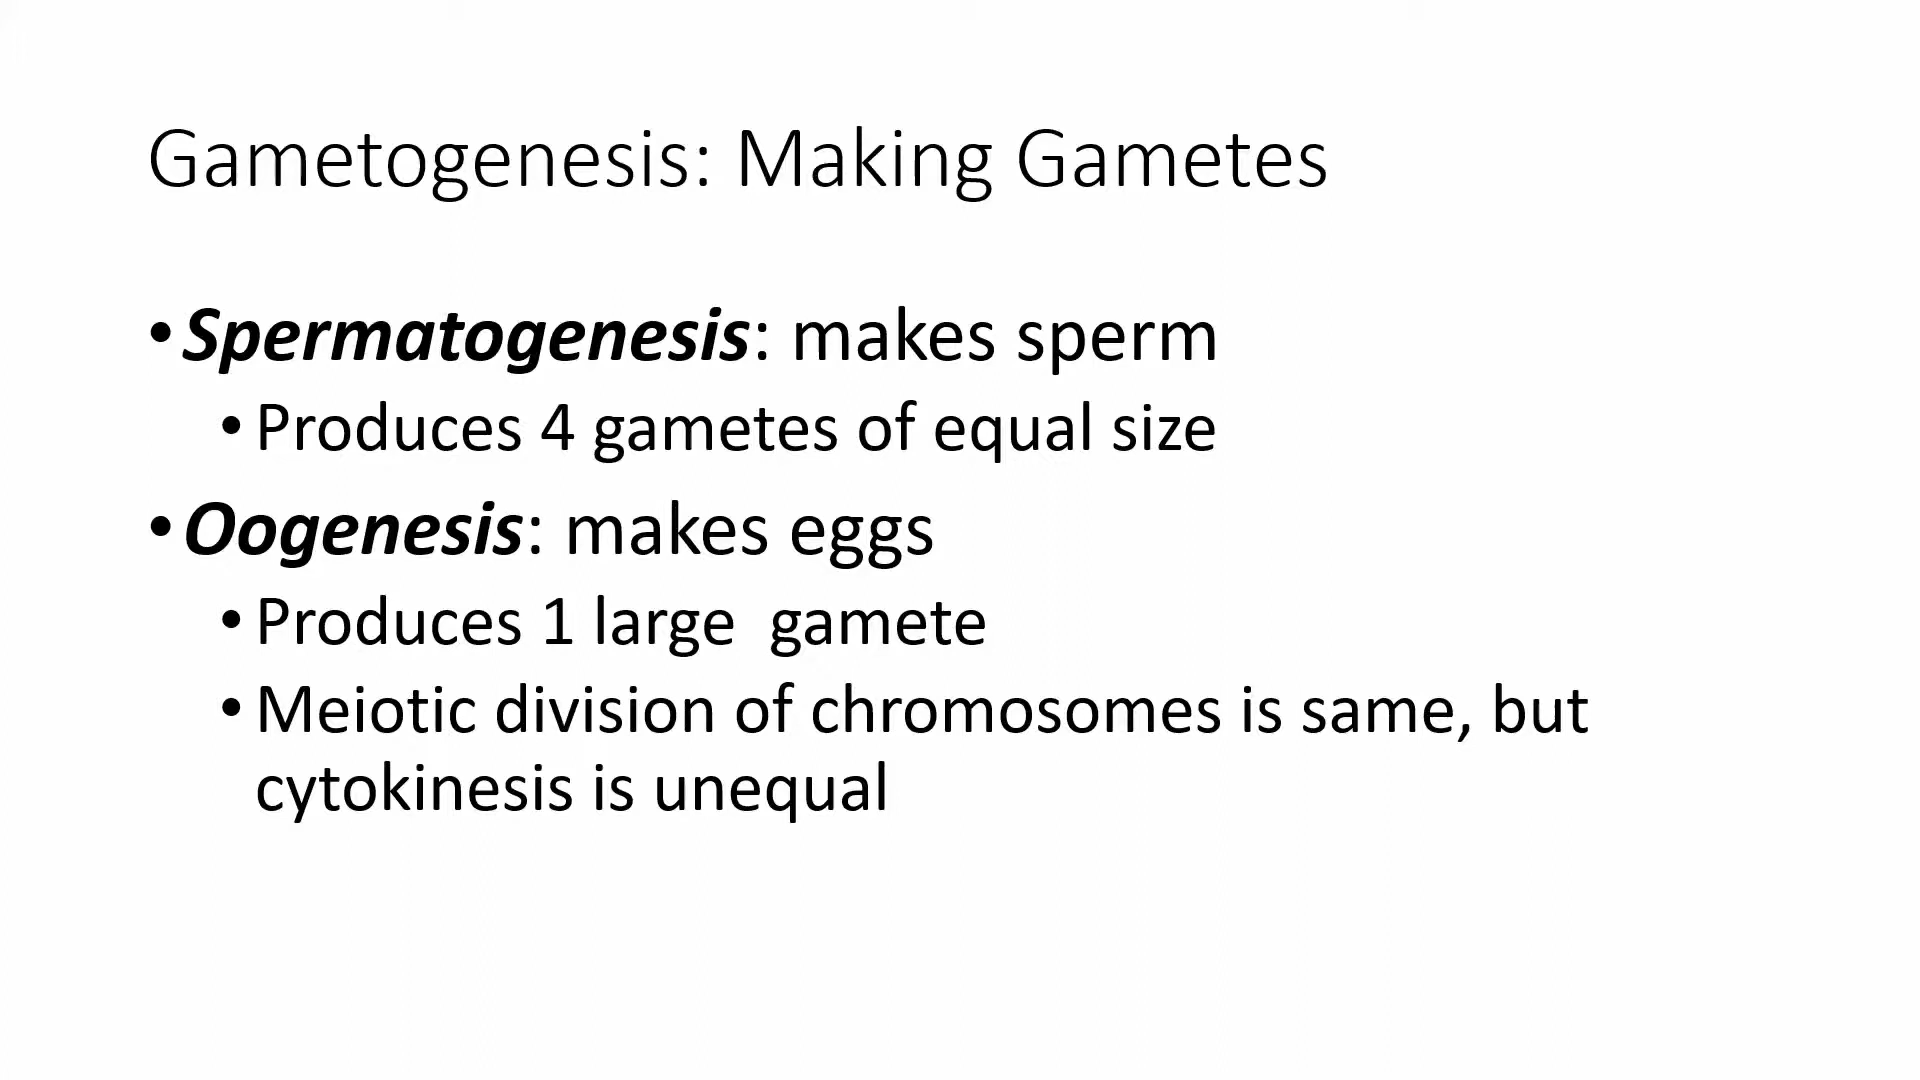 Gametogenesis: Making Gametes
• Spermatogenesis: makes sperm
• Produces 4 gametes of equal size
• Oogenesis: makes eggs
• Produces 1 large  gamete
• Meiotic division of chromosomes is same, but
cytokinesis is unequal